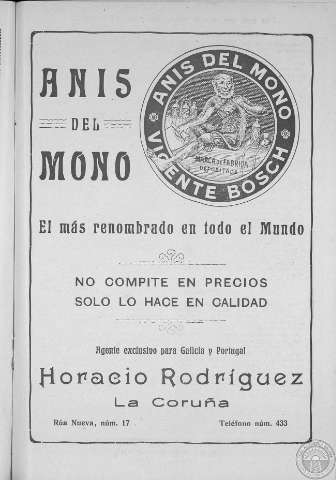 ANIS
DEL
MONO
ANIS DEL MONO
VICENTE BOSCH
MARCA DE FABRICA
DEPOSITADA
El más renombrado en todo el Mundo
NO COMPITE EN PRECIOS
SOLO LO HACE EN CALIDAD
Agente exclusivo para Galicia y Portugal
Horacio Rodríguez
La Coruña
Rúa Nueva, núm. 17 Teléfono núm. 433